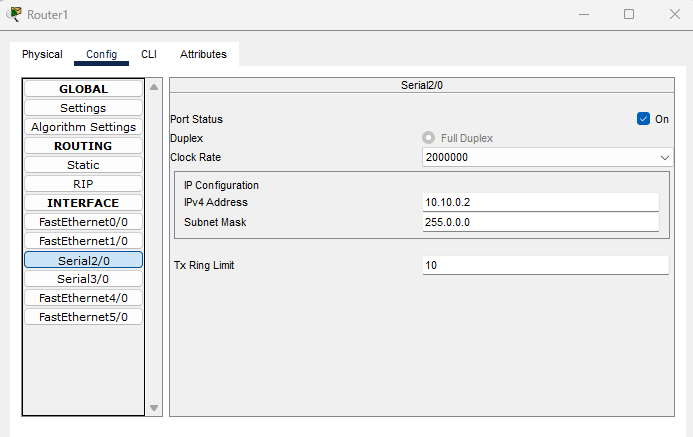 Router1
Physical Config CLI Attributes
GLOBAL
Settings
Algorithm Settings
ROUTING
Static
RIP
INTERFACE
FastEthernet0/0
FastEthernet1/0
Serial2/0
Serial3/0
FastEthernet4/0
FastEthernet5/0
Serial2/0
Port Status On
Duplex Full Duplex
Clock Rate 2000000
IP Configuration
IPv4 Address 10.10.0.2
Subnet Mask 255.0.0.0
Tx Ring Limit 10